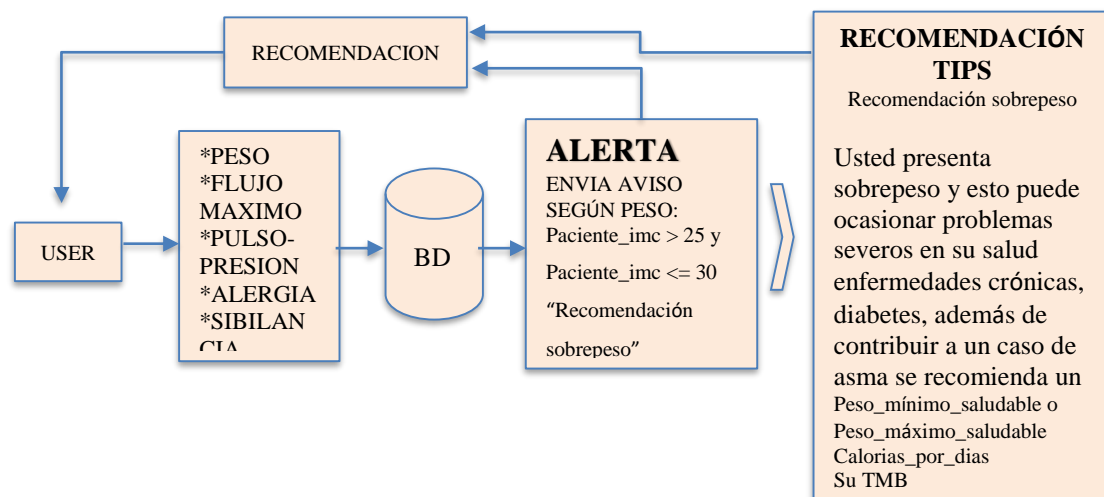 RECOMENDACION
USER
*PESO
*FLUJO
MAXIMO
*PULSO-
PRESION
*ALERGIA
*SIBILAN
CIA
BD
ALERTA
ENVIA AVISO
SEGÚN PESO:
Paciente_imc > 25 y
Paciente_imc <= 30
“Recomendación
sobrepeso”
RECOMENDACIÓN
TIPS
Recomendación sobrepeso
Usted presenta
sobrepeso y esto puede
ocasionar problemas
severos en su salud
enfermedades crónicas,
diabetes, además de
contribuir a un caso de
asma se recomienda un
Peso_mínimo_saludable o
Peso_máximo_saludable
Calorias_por_dias
Su TMB